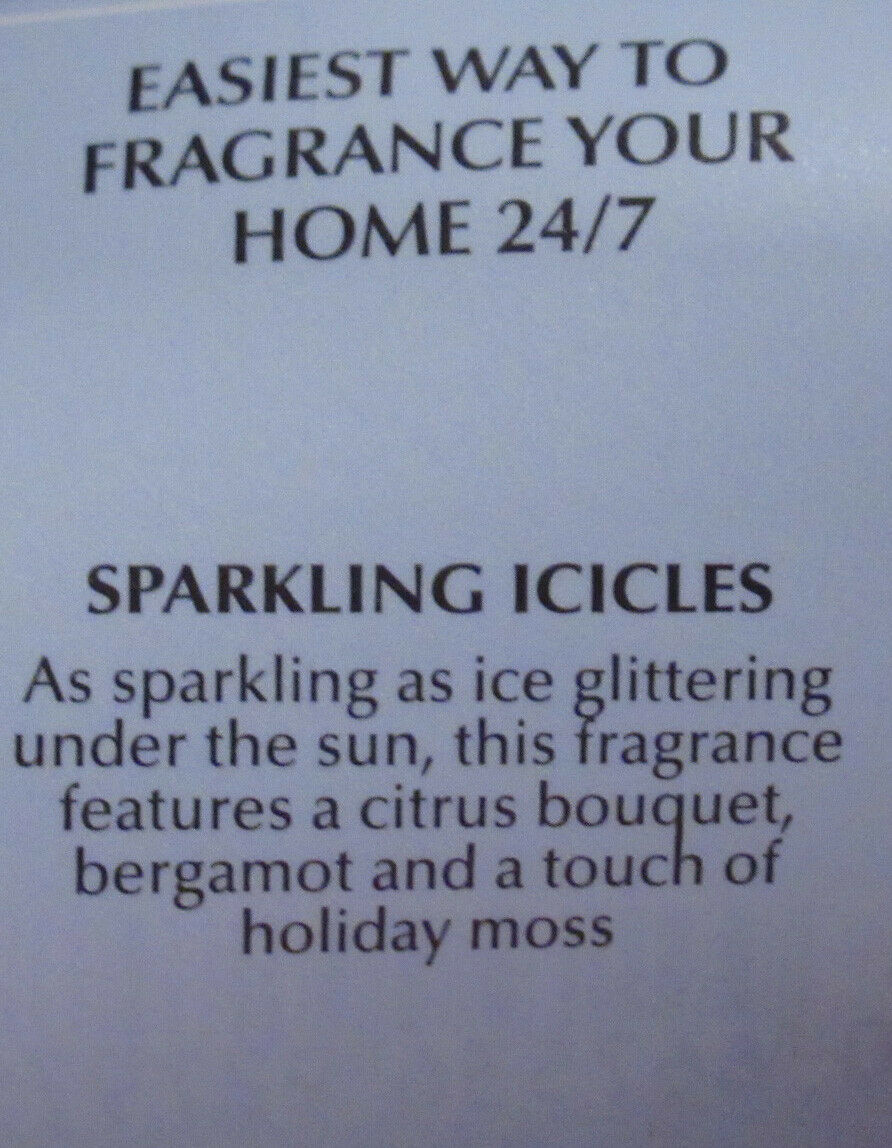 EASIEST WAY TO
FRAGRANCE YOUR
HOME 24/7
SPARKLING ICICLES
As sparkling as ice glittering
under the sun, this fragrance
features a citrus bouquet,
bergamot and a touch of
holiday moss